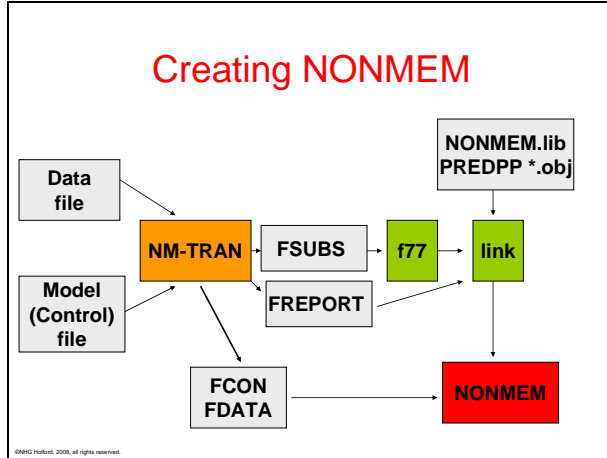 Creating NONMEM
NONMEM.lib
PREDPP *.obj
Data
file
NM-TRAN
FSUBS
f77
link
FREPORT
Model
(Control)
file
FCON
FDATA
NONMEM
©NHG Holford, 2008, all rights reserved.